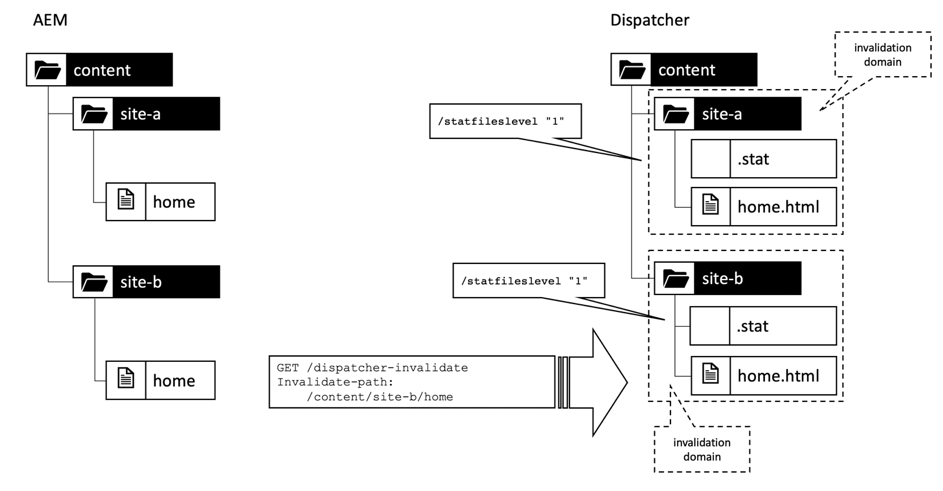 AEM
content
site-a
home
site-b
home
GET /dispatcher-invalidate
Invalidate-path:
/content/site-b/home
Dispatcher
content
invalidation
domain
/statfileslevel "1"
site-a
.stat
home.html
/statfileslevel "1"
site-b
.stat
home.html
invalidation
domain